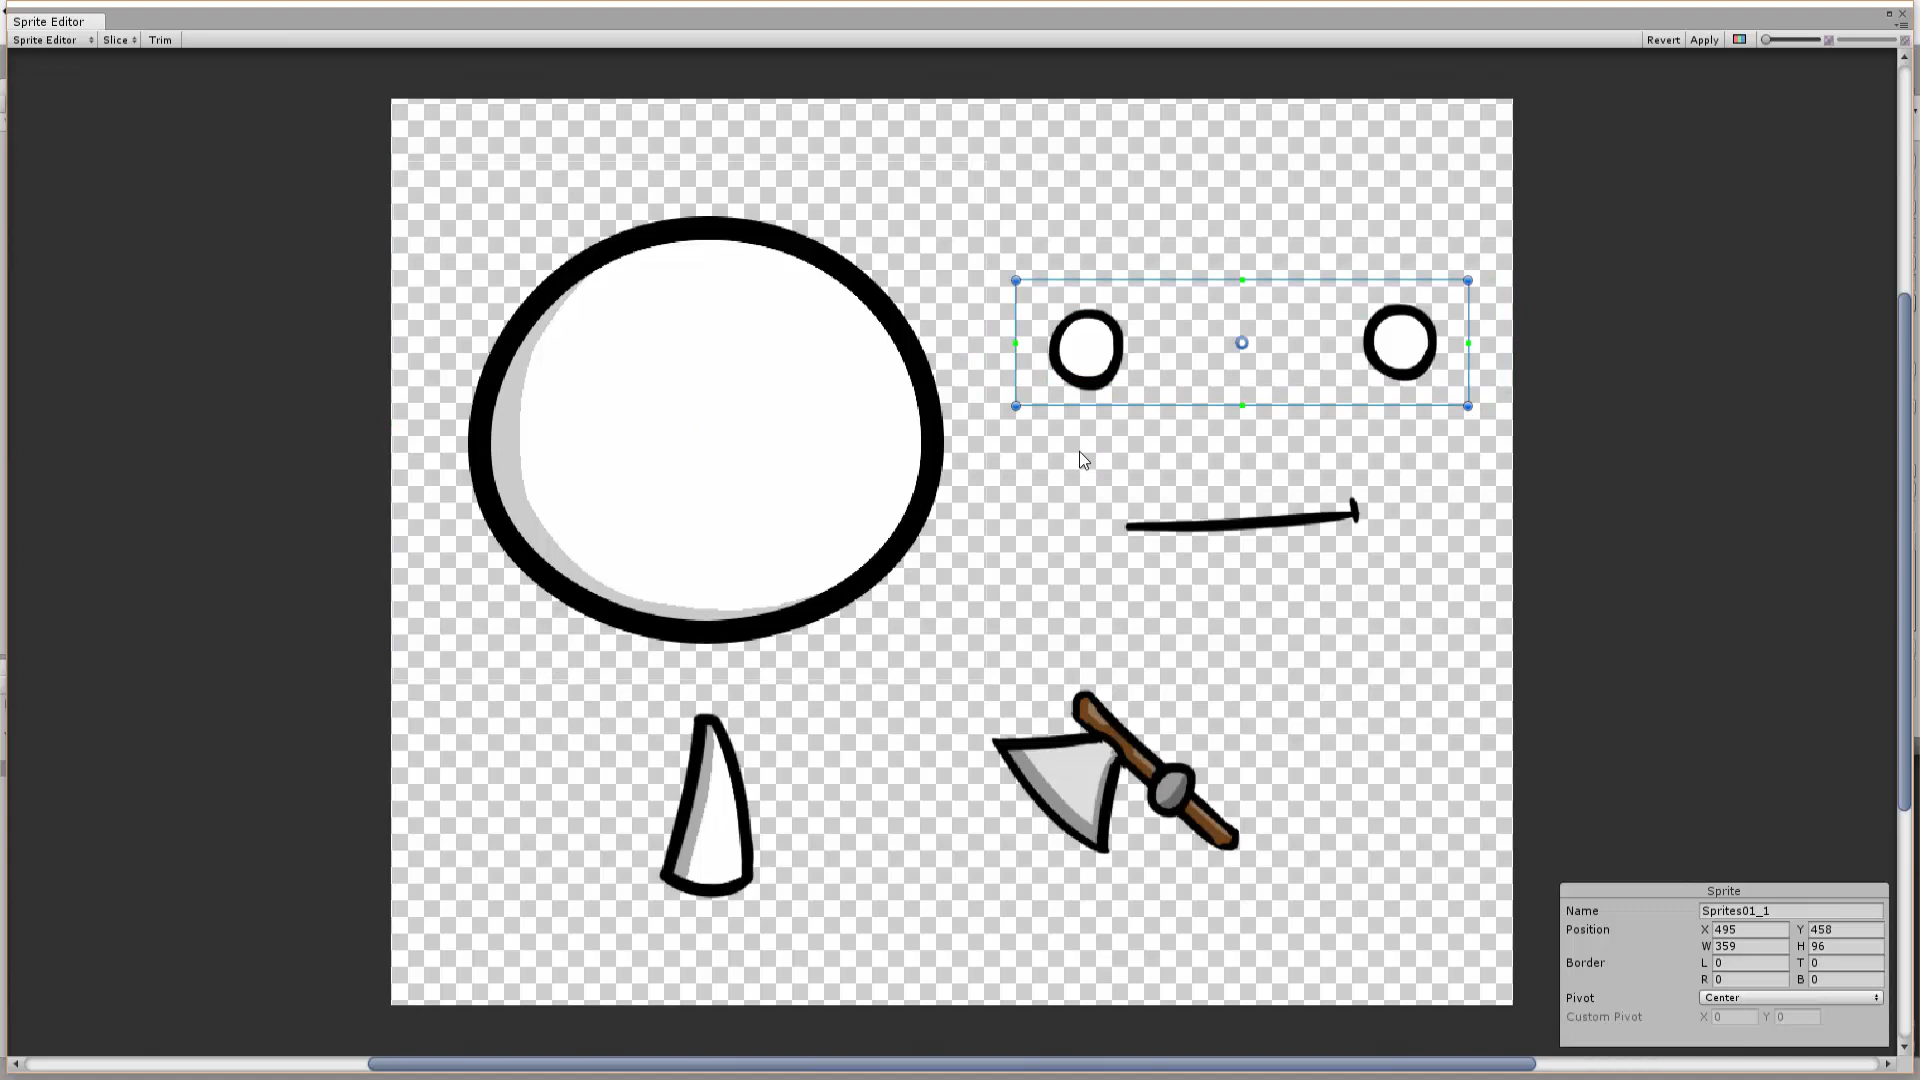 Sprite Editor
Sprite Editor Slice Trim Revert Apply
Sprite
Name Sprites01_1
Position X 495 Y 458
W 359 H 96
Border L 0 T 0
R 0 B 0
Pivot Center
Custom Pivot X 0 Y 0